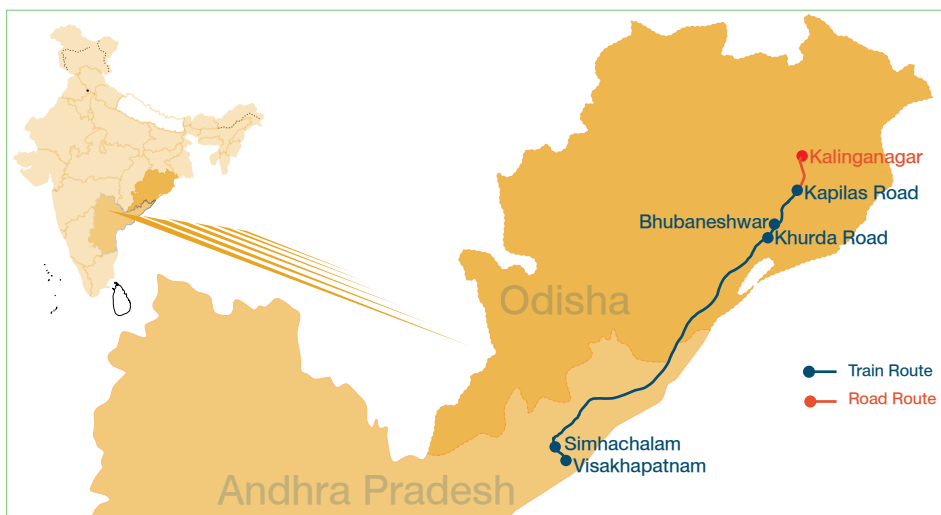 Kalinganagar
Kapilas Road
Bhubaneshwar
Khurda Road
Odisha
Train Route
Road Route
Simhachalam
Visakhapatnam
Andhra Pradesh